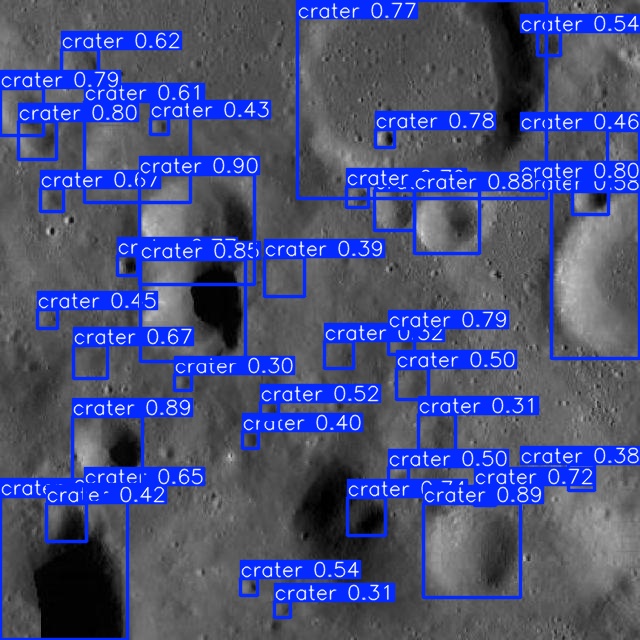 crater 0.77
crater 0.54
crater 0.62
crater 0.79
crater 0.61
crater 0.80
crater 0.43
crater 0.78
crater 0.46
crater 0.90
crater 0.80
crater 0.67
crater
crater 0.88
crater 0.85
crater 0.39
crater 0.45
crater 0.79
crater 0.67
crater 0.50
crater 0.30
crater 0.52
crater 0.31
crater 0.89
crater 0.40
crater 0.50
crater 0.38
crater 0.65
crater 0.72
crater 0.42
crater 0.89
crater 0.54
crater 0.31